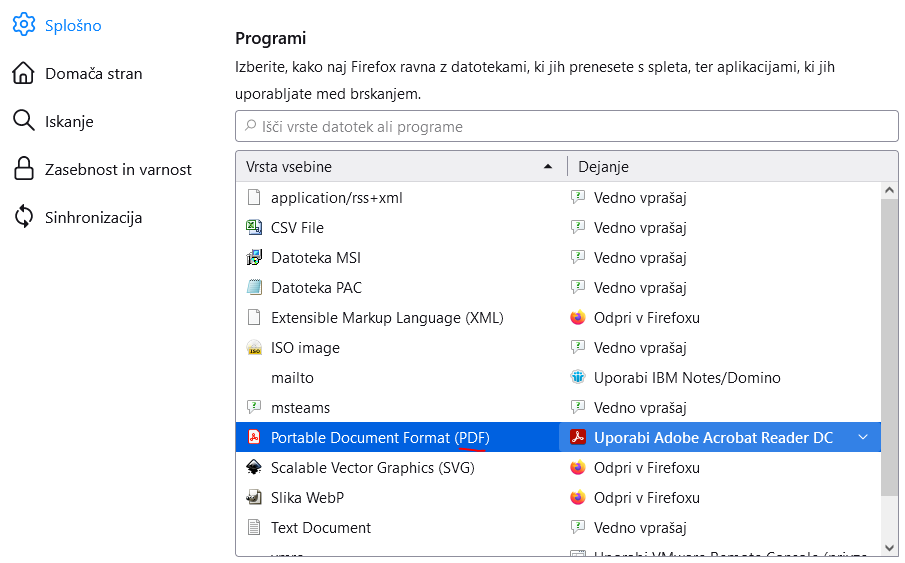 Splošno
Domača stran
Iskanje
Zasebnost in varnost
Sinhronizacija
Programi
Izberite, kako naj Firefox ravna z datotekami, ki jih prenesete s spleta, ter aplikacijami, ki jih
uporabljate med brskanjem.
Išči vrste datotek ali programe
Vrsta vsebine Dejanje
application/rss+xml Vedno vprašaj
CSV File Vedno vprašaj
Datoteka MSI Vedno vprašaj
Datoteka PAC Vedno vprašaj
Extensible Markup Language (XML) Odpri v Firefoxu
ISO image Vedno vprašaj
mailto Uporabi IBM Notes/Domino
msteams Vedno vprašaj
Portable Document Format (PDF) Uporabi Adobe Acrobat Reader DC
Scalable Vector Graphics (SVG) Odpri v Firefoxu
Slika WebP Odpri v Firefoxu
Text Document Vedno vprašaj
Uporabi VMware Remote Console